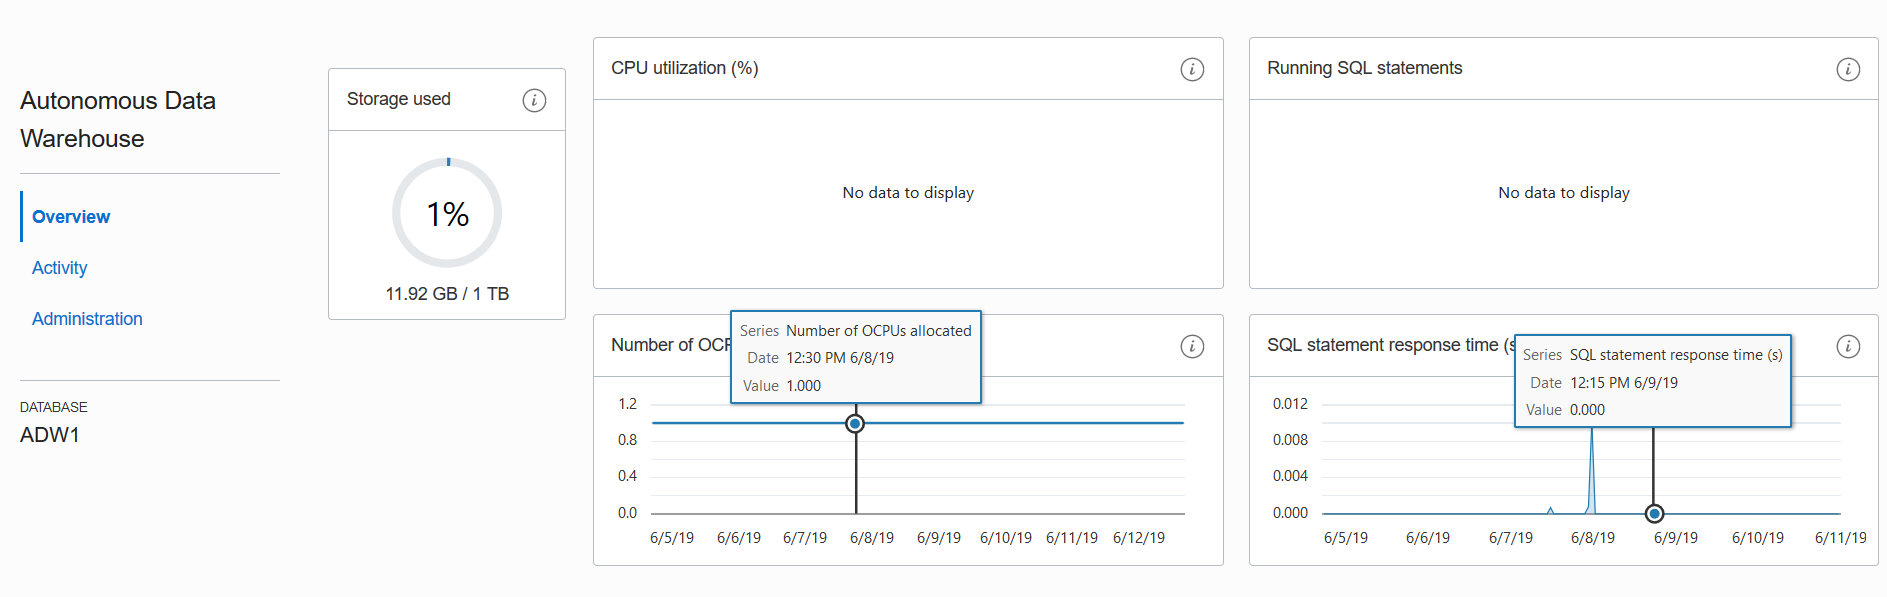 Autonomous Data
Warehouse
Overview
Activity
Administration
DATABASE
ADW1
Storage used
1%
11.92 GB / 1 TB
CPU utilization (%)
No data to display
Running SQL statements
No data to display
Number of
Series Number of OCPUs allocated
Date 12:30 PM 6/8/19
Value 1.000
1.2
0.8
0.4
0.0
6/5/19 6/6/19 6/7/19 6/8/19 6/9/19 6/10/19 6/11/19 6/12/19
SQL statement response time
Series SQL statement response time (s)
Date 12:15 PM 6/9/19
Value 0.000
0.012
0.008
0.004
0.000
6/5/19 6/6/19 6/7/19 6/8/19 6/9/19 6/10/19 6/11/19